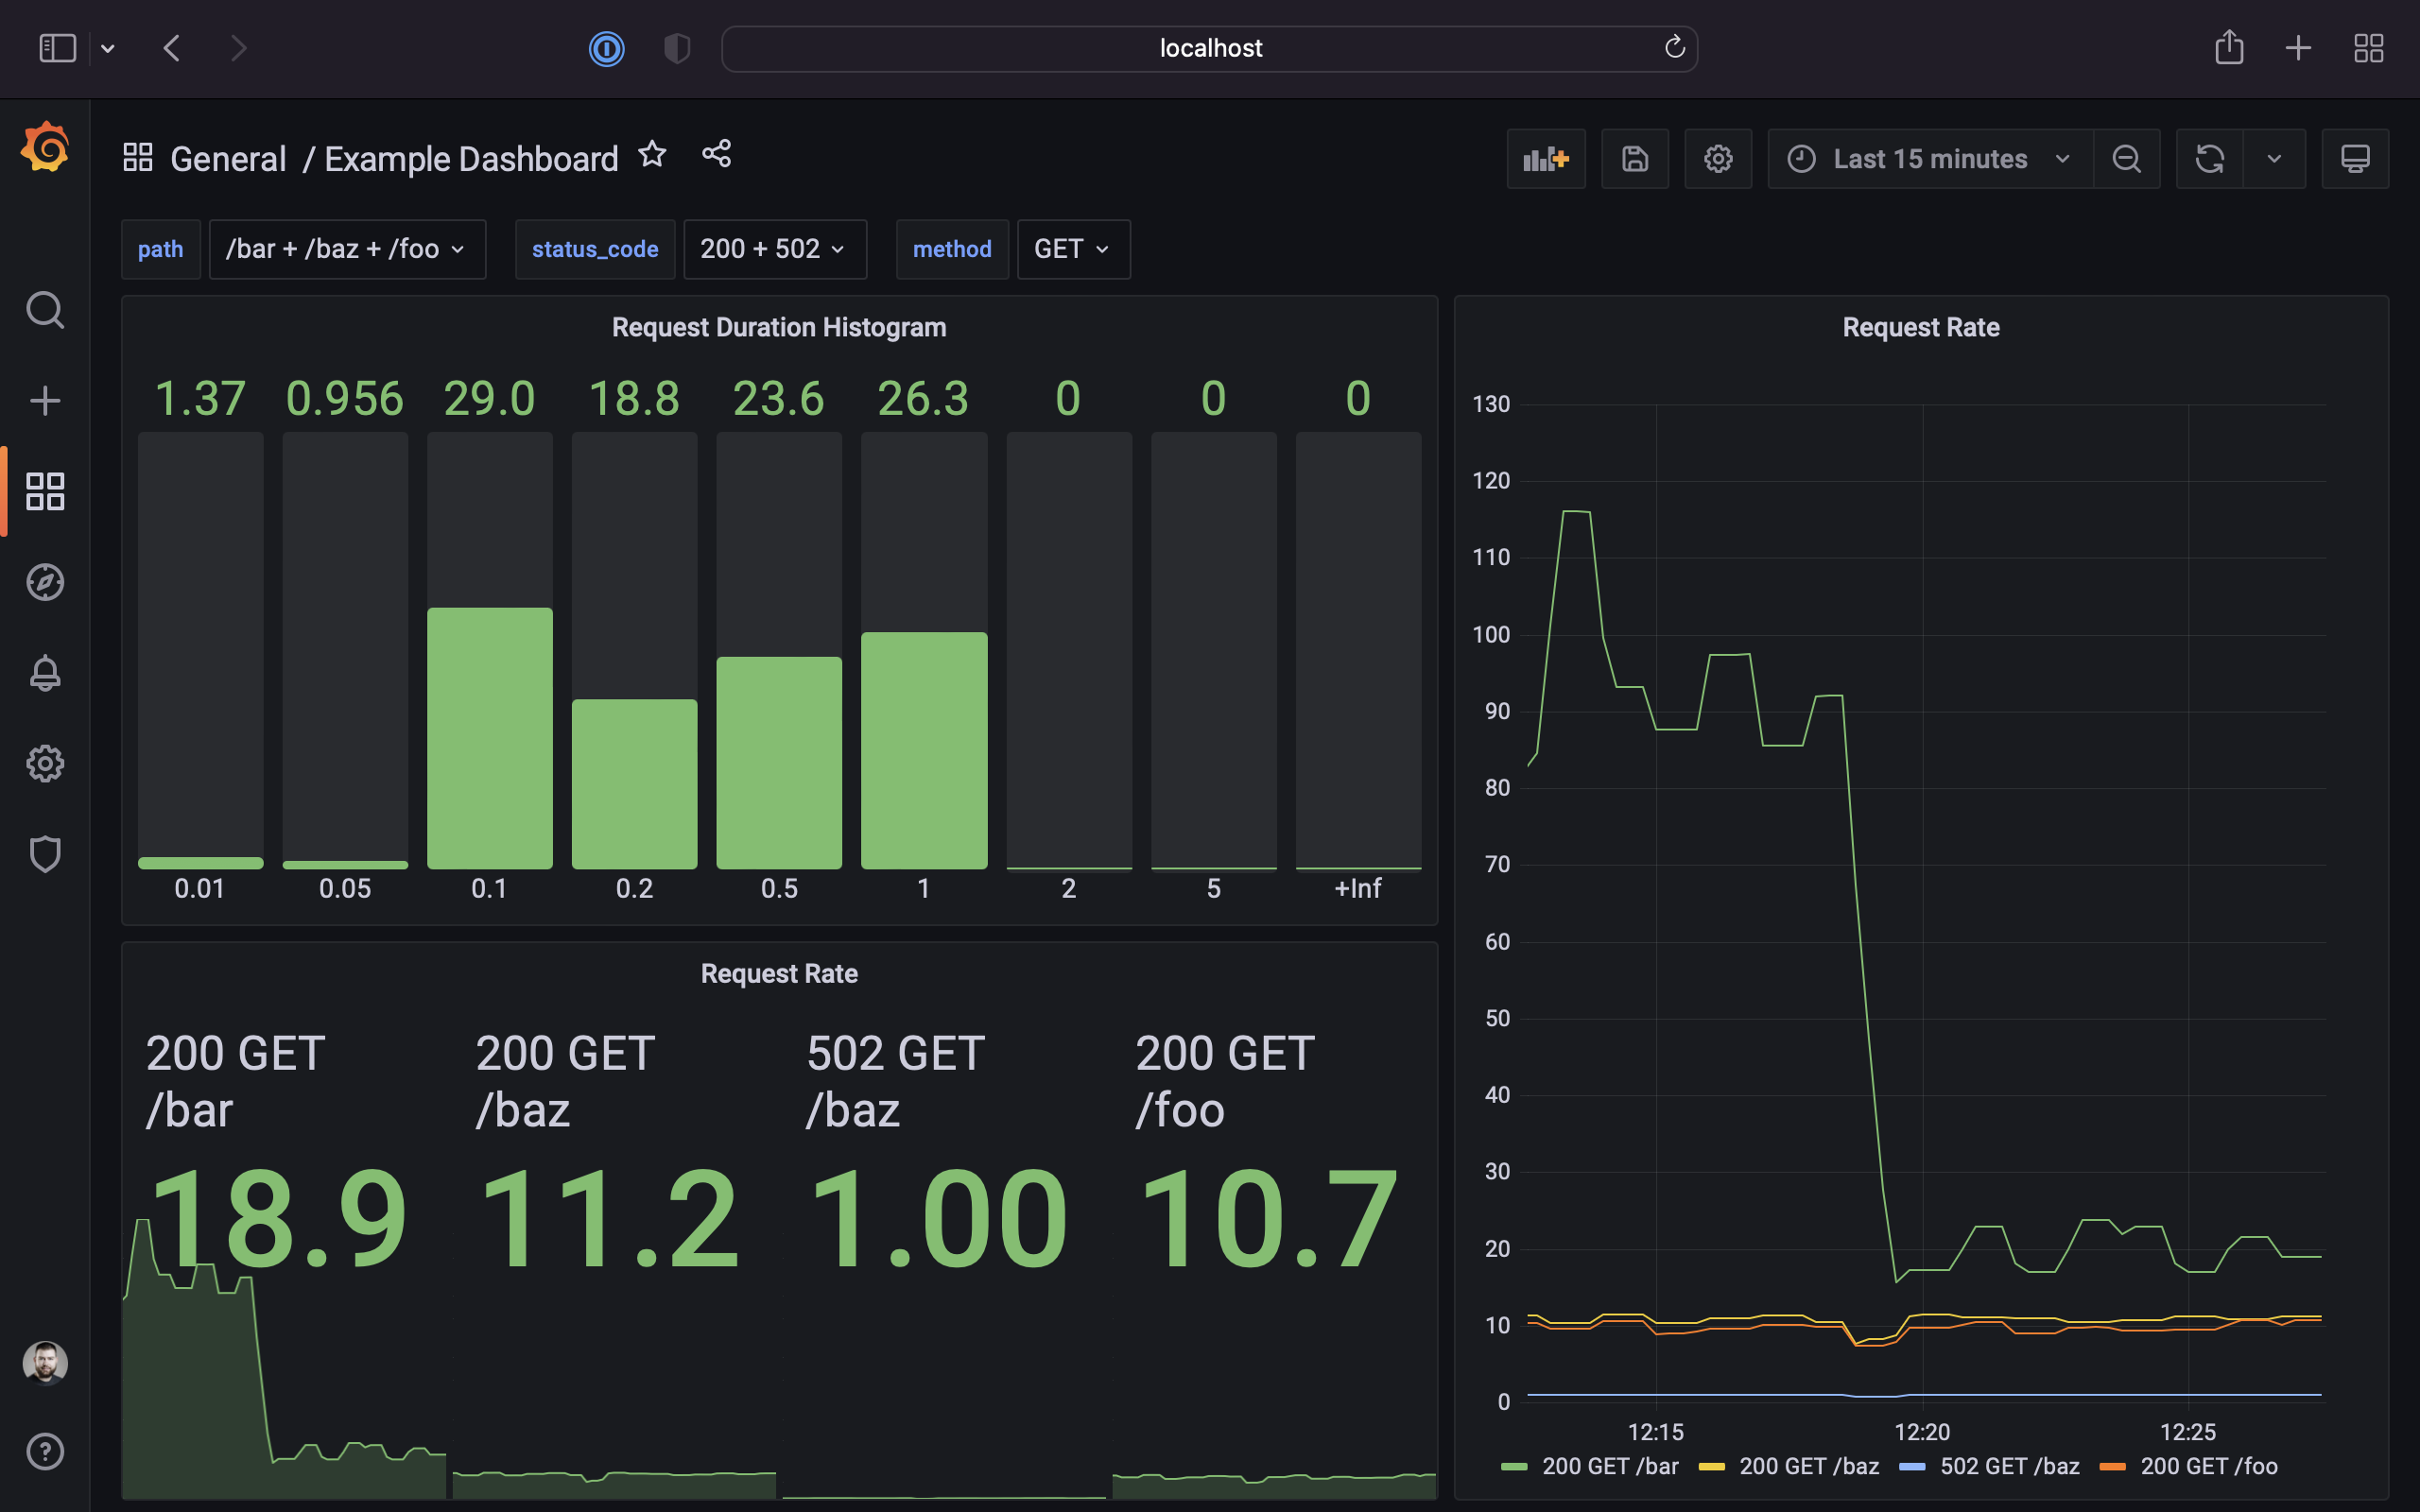 localhost
General / Example Dashboard
Last 15 minutes
path /bar + /baz + /foo status_code 200 + 502 method GET
Request Duration Histogram
1.37 0.956 29.0 18.8 23.6 26.3 0 0 0
0.01 0.05 0.1 0.2 0.5 1 2 5 +Inf
Request Rate
200 GET /bar
18.9
200 GET /baz
11.2
502 GET /baz
1.00
200 GET /foo
10.7
Request Rate
130
120
110
100
90
80
70
60
50
40
30
20
10
0
12:15 12:20 12:25
200 GET /bar 200 GET /baz 502 GET /baz 200 GET /foo